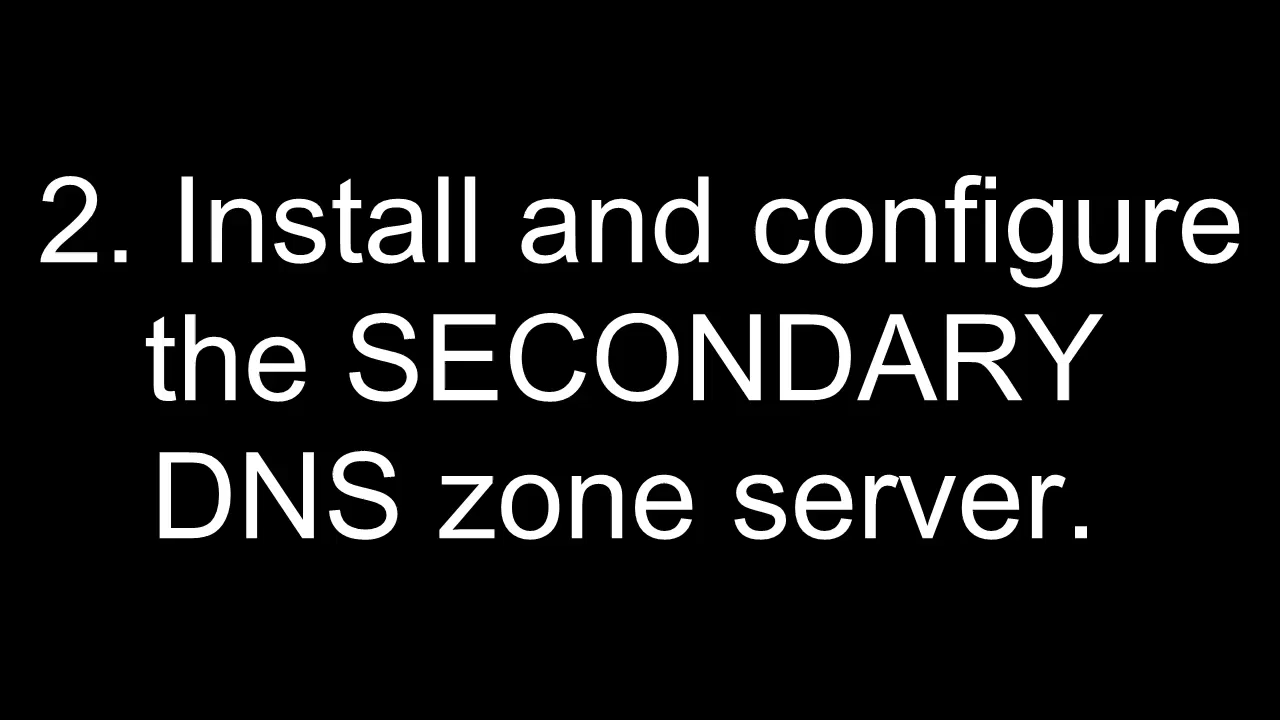 2. Install and configure
the SECONDARY
DNS zone server.